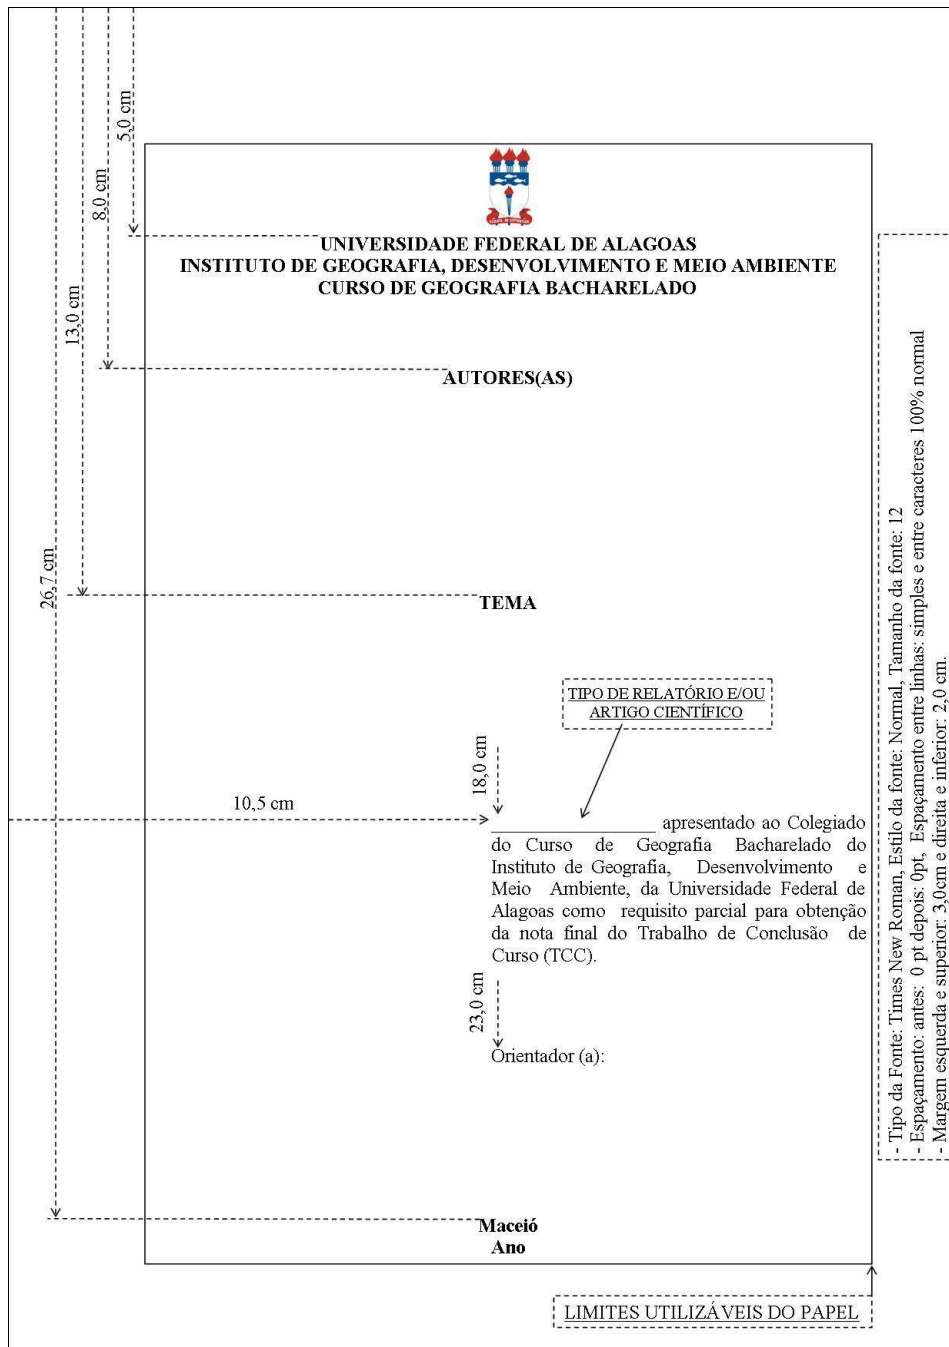 5,0 cm
8,0 cm
13,0 cm
26,7 cm
UNIVERSIDADE FEDERAL DE ALAGOAS
INSTITUTO DE GEOGRAFIA, DESENVOLVIMENTO E MEIO AMBIENTE
CURSO DE GEOGRAFIA BACHARELADO
AUTORES(AS)
TEMA
TIPO DE RELATÓRIO E/OU
ARTIGO CIENTÍFICO
18,0 cm
10,5 cm
___________________ apresentado ao Colegiado
do Curso de Geografia Bacharelado do
Instituto de Geografia, Desenvolvimento e
Meio Ambiente, da Universidade Federal de
Alagoas como requisito parcial para obtenção
da nota final do Trabalho de Conclusão de
Curso (TCC).
23,0 cm
Orientador (a):
Maceió
Ano
LIMITES UTILIZÁVEIS DO PAPEL
- Tipo da Fonte: Times New Roman, Estilo da fonte: Normal, Tamanho da fonte: 12
- Espaçamento: antes: 0 pt depois: 0pt, Espaçamento entre linhas: simples e entre caracteres 100% normal
- Margem esquerda e superior: 3,0cm e direita e inferior: 2,0 cm.